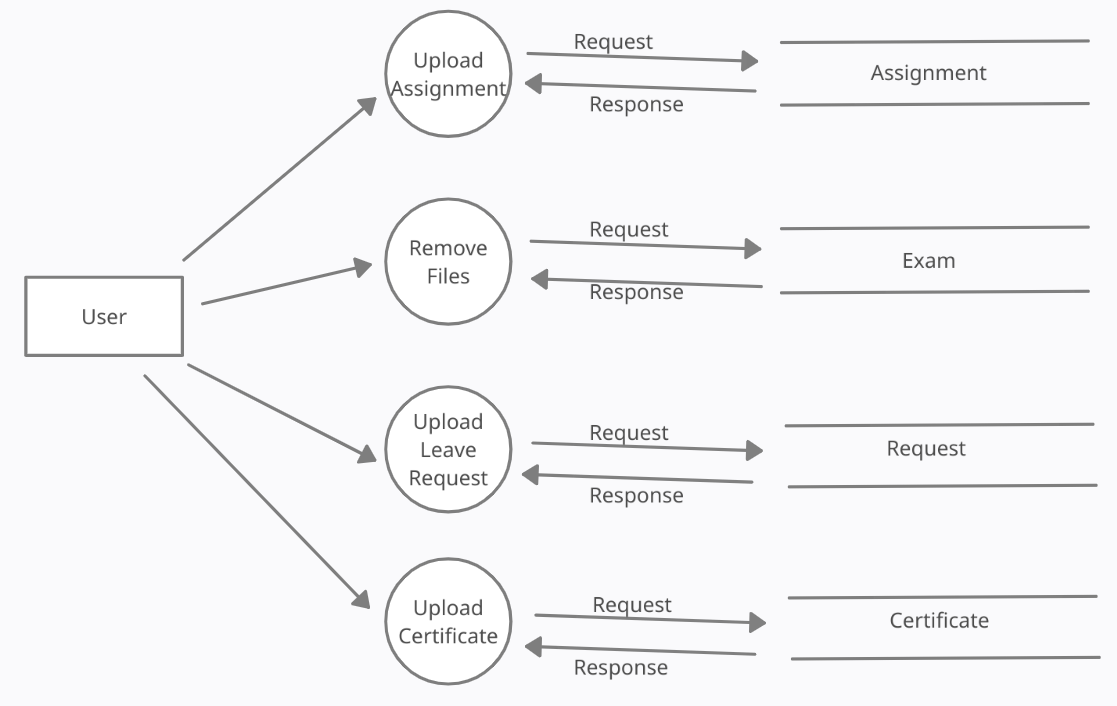 Upload
Assignment
Request
Response
Assignment
Remove
Files
Request
Response
Exam
User
Upload
Leave
Request
Request
Response
Request
Upload
Certificate
Request
Response
Certificate